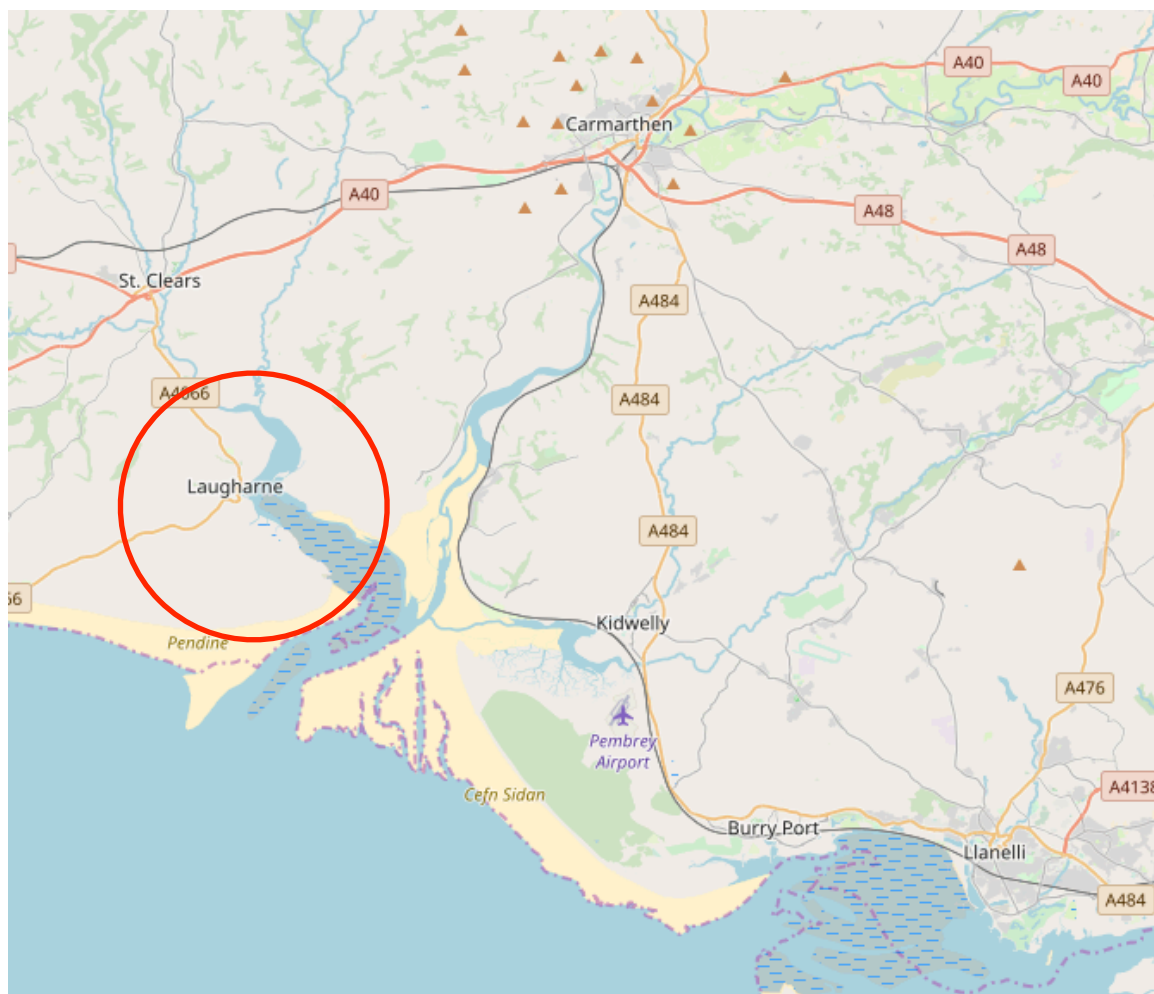 A40
A40
Carmarthen
A40
A48
A48
St. Clears
A484
A4066
A484
Laugharne
A484
66
Kidwelly
Pendine
A476
Pembrey
Airport
Cefn Sidan
A4138
Burry Port
Llanelli
A484